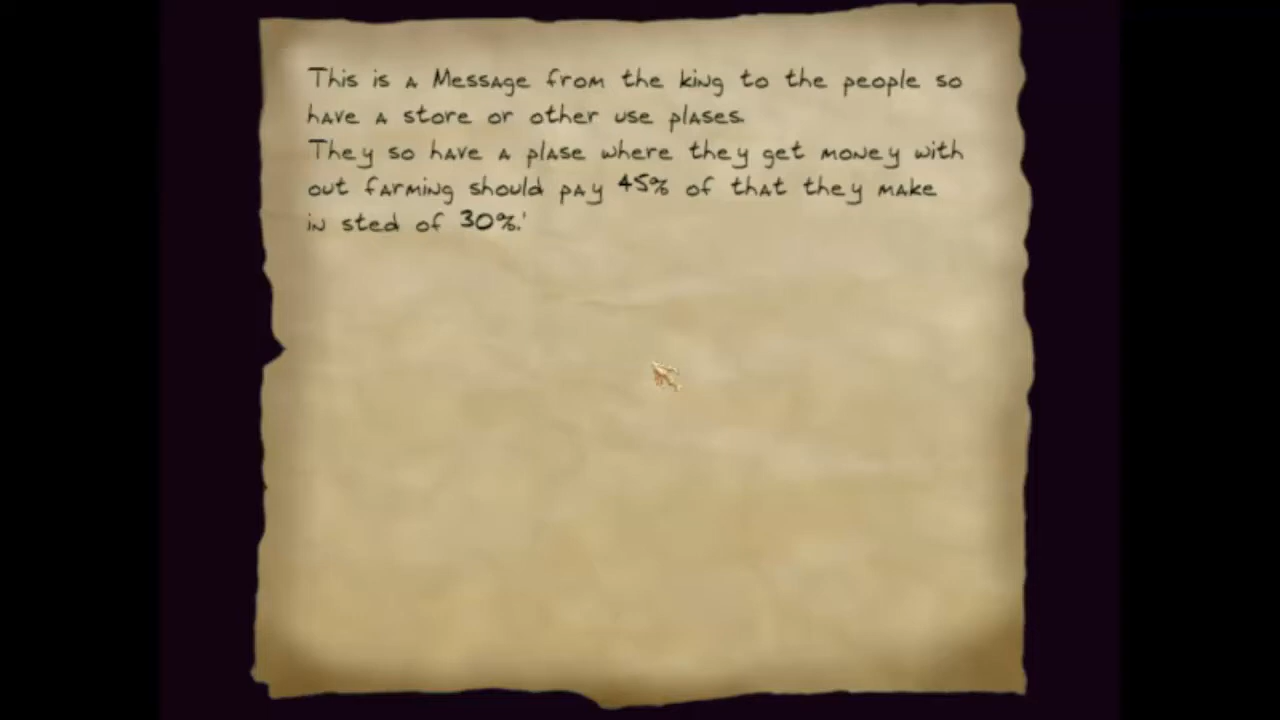 This is a Message from the king to the people so
have a store or other use plases.
They so have a plase where they get money with
out farming should pay 45% of that they make
in sted of 30%.'